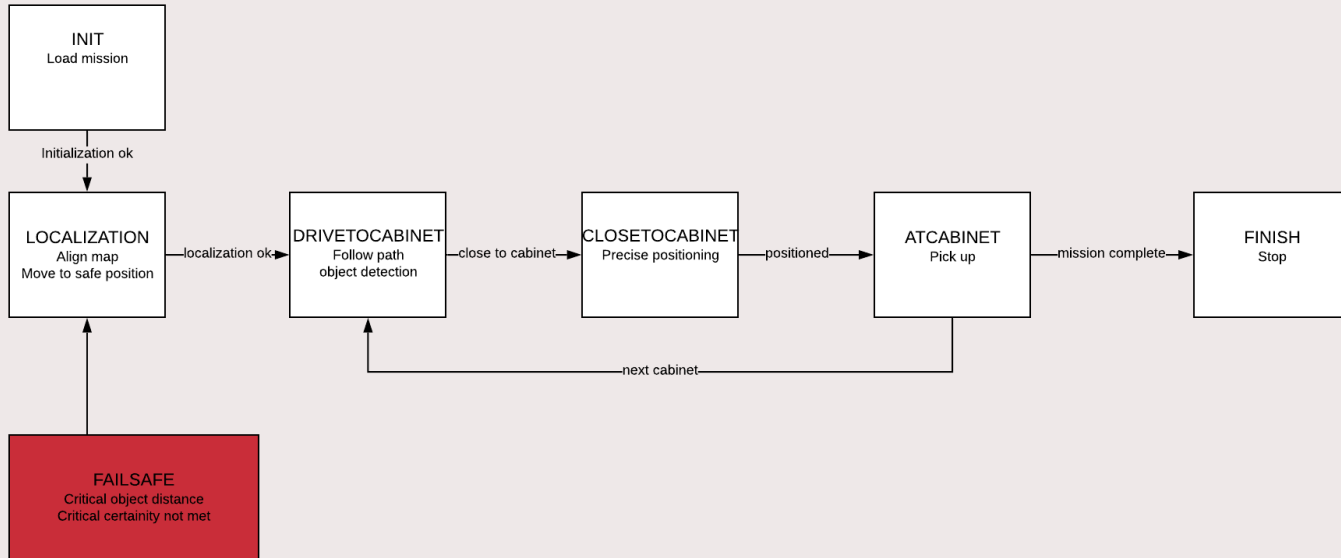 INIT
Load mission
Initialization ok
LOCALIZATION
Align map
Move to safe position
localization ok
DRIVETOCABINET
Follow path
object detection
close to cabinet
CLOSETOCABINET
Precise positioning
positioned
ATCABINET
Pick up
mission complete
FINISH
Stop
next cabinet
FAILSAFE
Critical object distance
Critical certainity not met